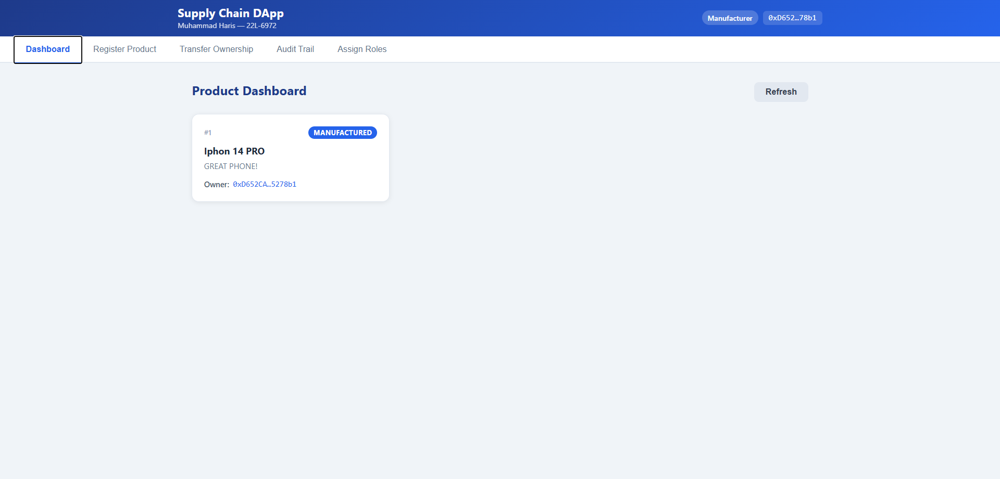 Supply Chain DApp
Muhammad Haris — 22L-6972
Manufacturer 0xD652…78b1
Dashboard Register Product Transfer Ownership Audit Trail Assign Roles
Product Dashboard Refresh
#1 MANUFACTURED
Iphon 14 PRO
GREAT PHONE!
Owner: 0xD652CA…5278b1